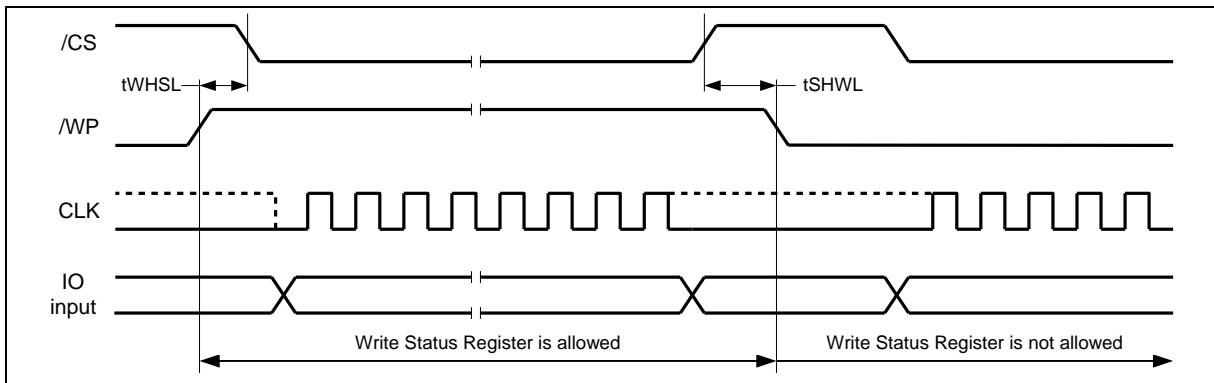 /CS
tWHSL
tSHWL
/WP
CLK
IO
input
Write Status Register is allowed
Write Status Register is not allowed